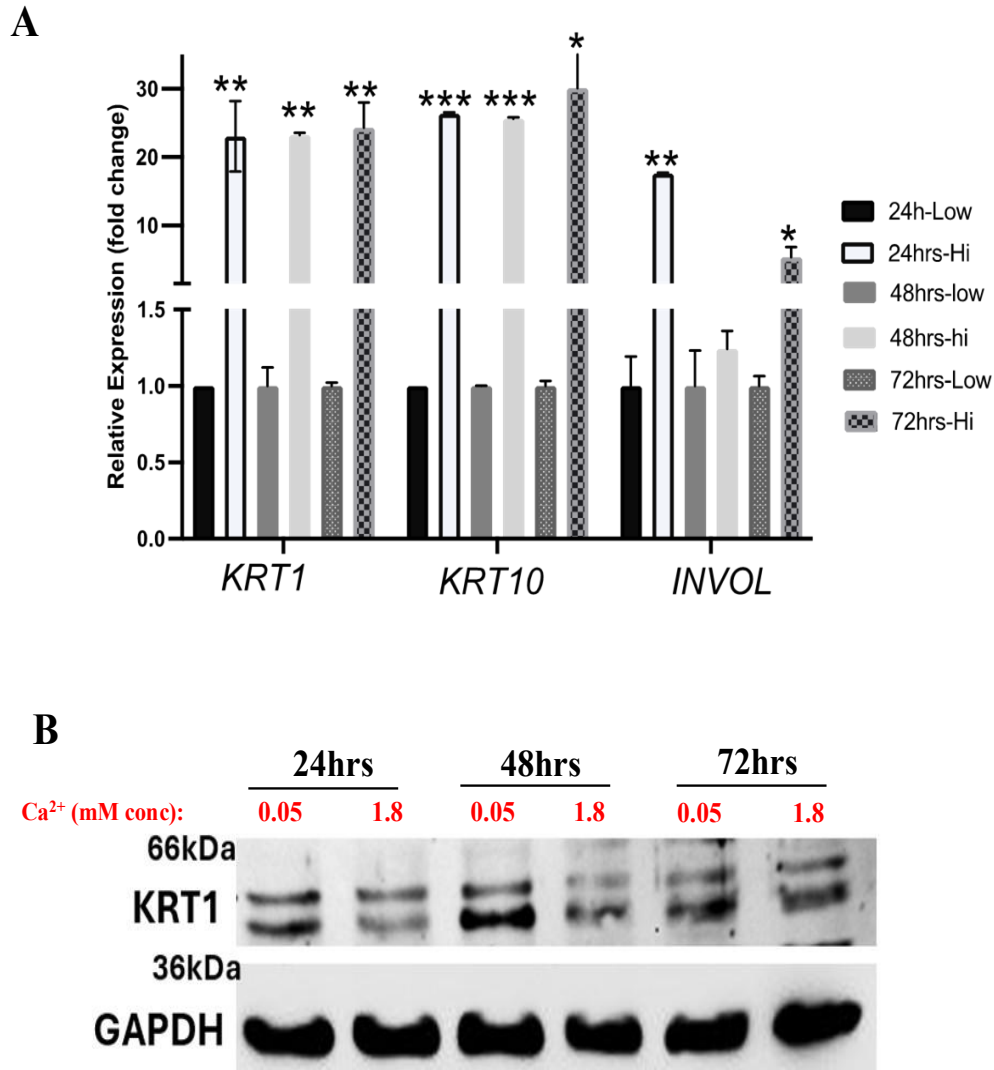 A
Relative Expression (fold change)
30
20
10
1.5
1.0
0.5
0.0
** ** **
*** *** *
** *
KRT1 KRT10 INVOL
24h-Low
24hrs-Hi
48hrs-low
48hrs-hi
72hrs-Low
72hrs-Hi
B
24hrs 48hrs 72hrs
Ca²⁺ (mM conc): 0.05 1.8 0.05 1.8 0.05 1.8
66kDa
KRT1
36kDa
GAPDH